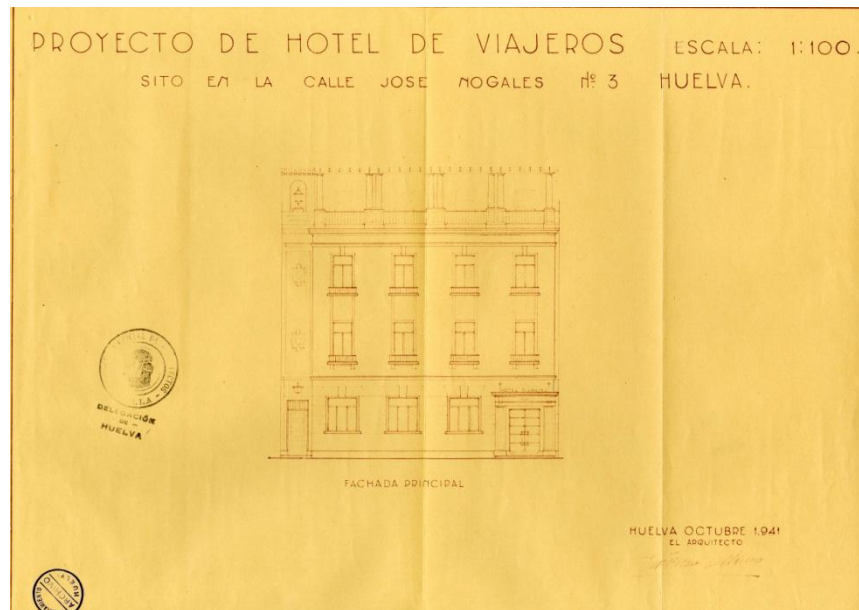 PROYECTO DE HOTEL DE VIAJEROS ESCALA: 1:100.
SITO EN LA CALLE JOSE NOGALES Nº 3 HUELVA.
DELEGACIÓN
DE
HUELVA
FACHADA PRINCIPAL
HUELVA OCTUBRE 1.941
EL ARQUITECTO
ARCHIVO